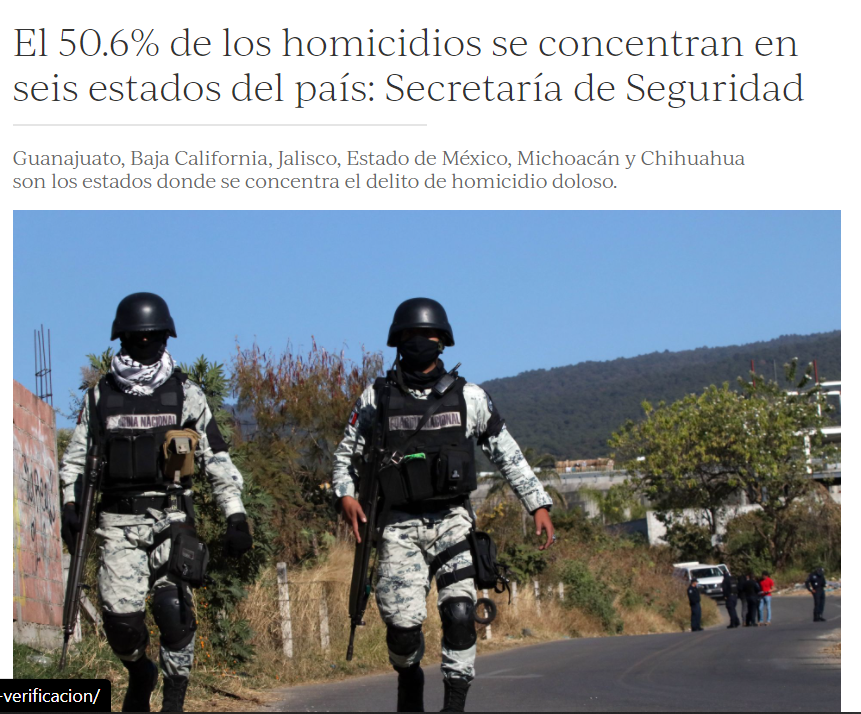 El 50.6% de los homicidios se concentran en
seis estados del país: Secretaría de Seguridad
Guanajuato, Baja California, Jalisco, Estado de México, Michoacán y Chihuahua
son los estados donde se concentra el delito de homicidio doloso.
NACIONAL
NACIONAL
-verificacion/